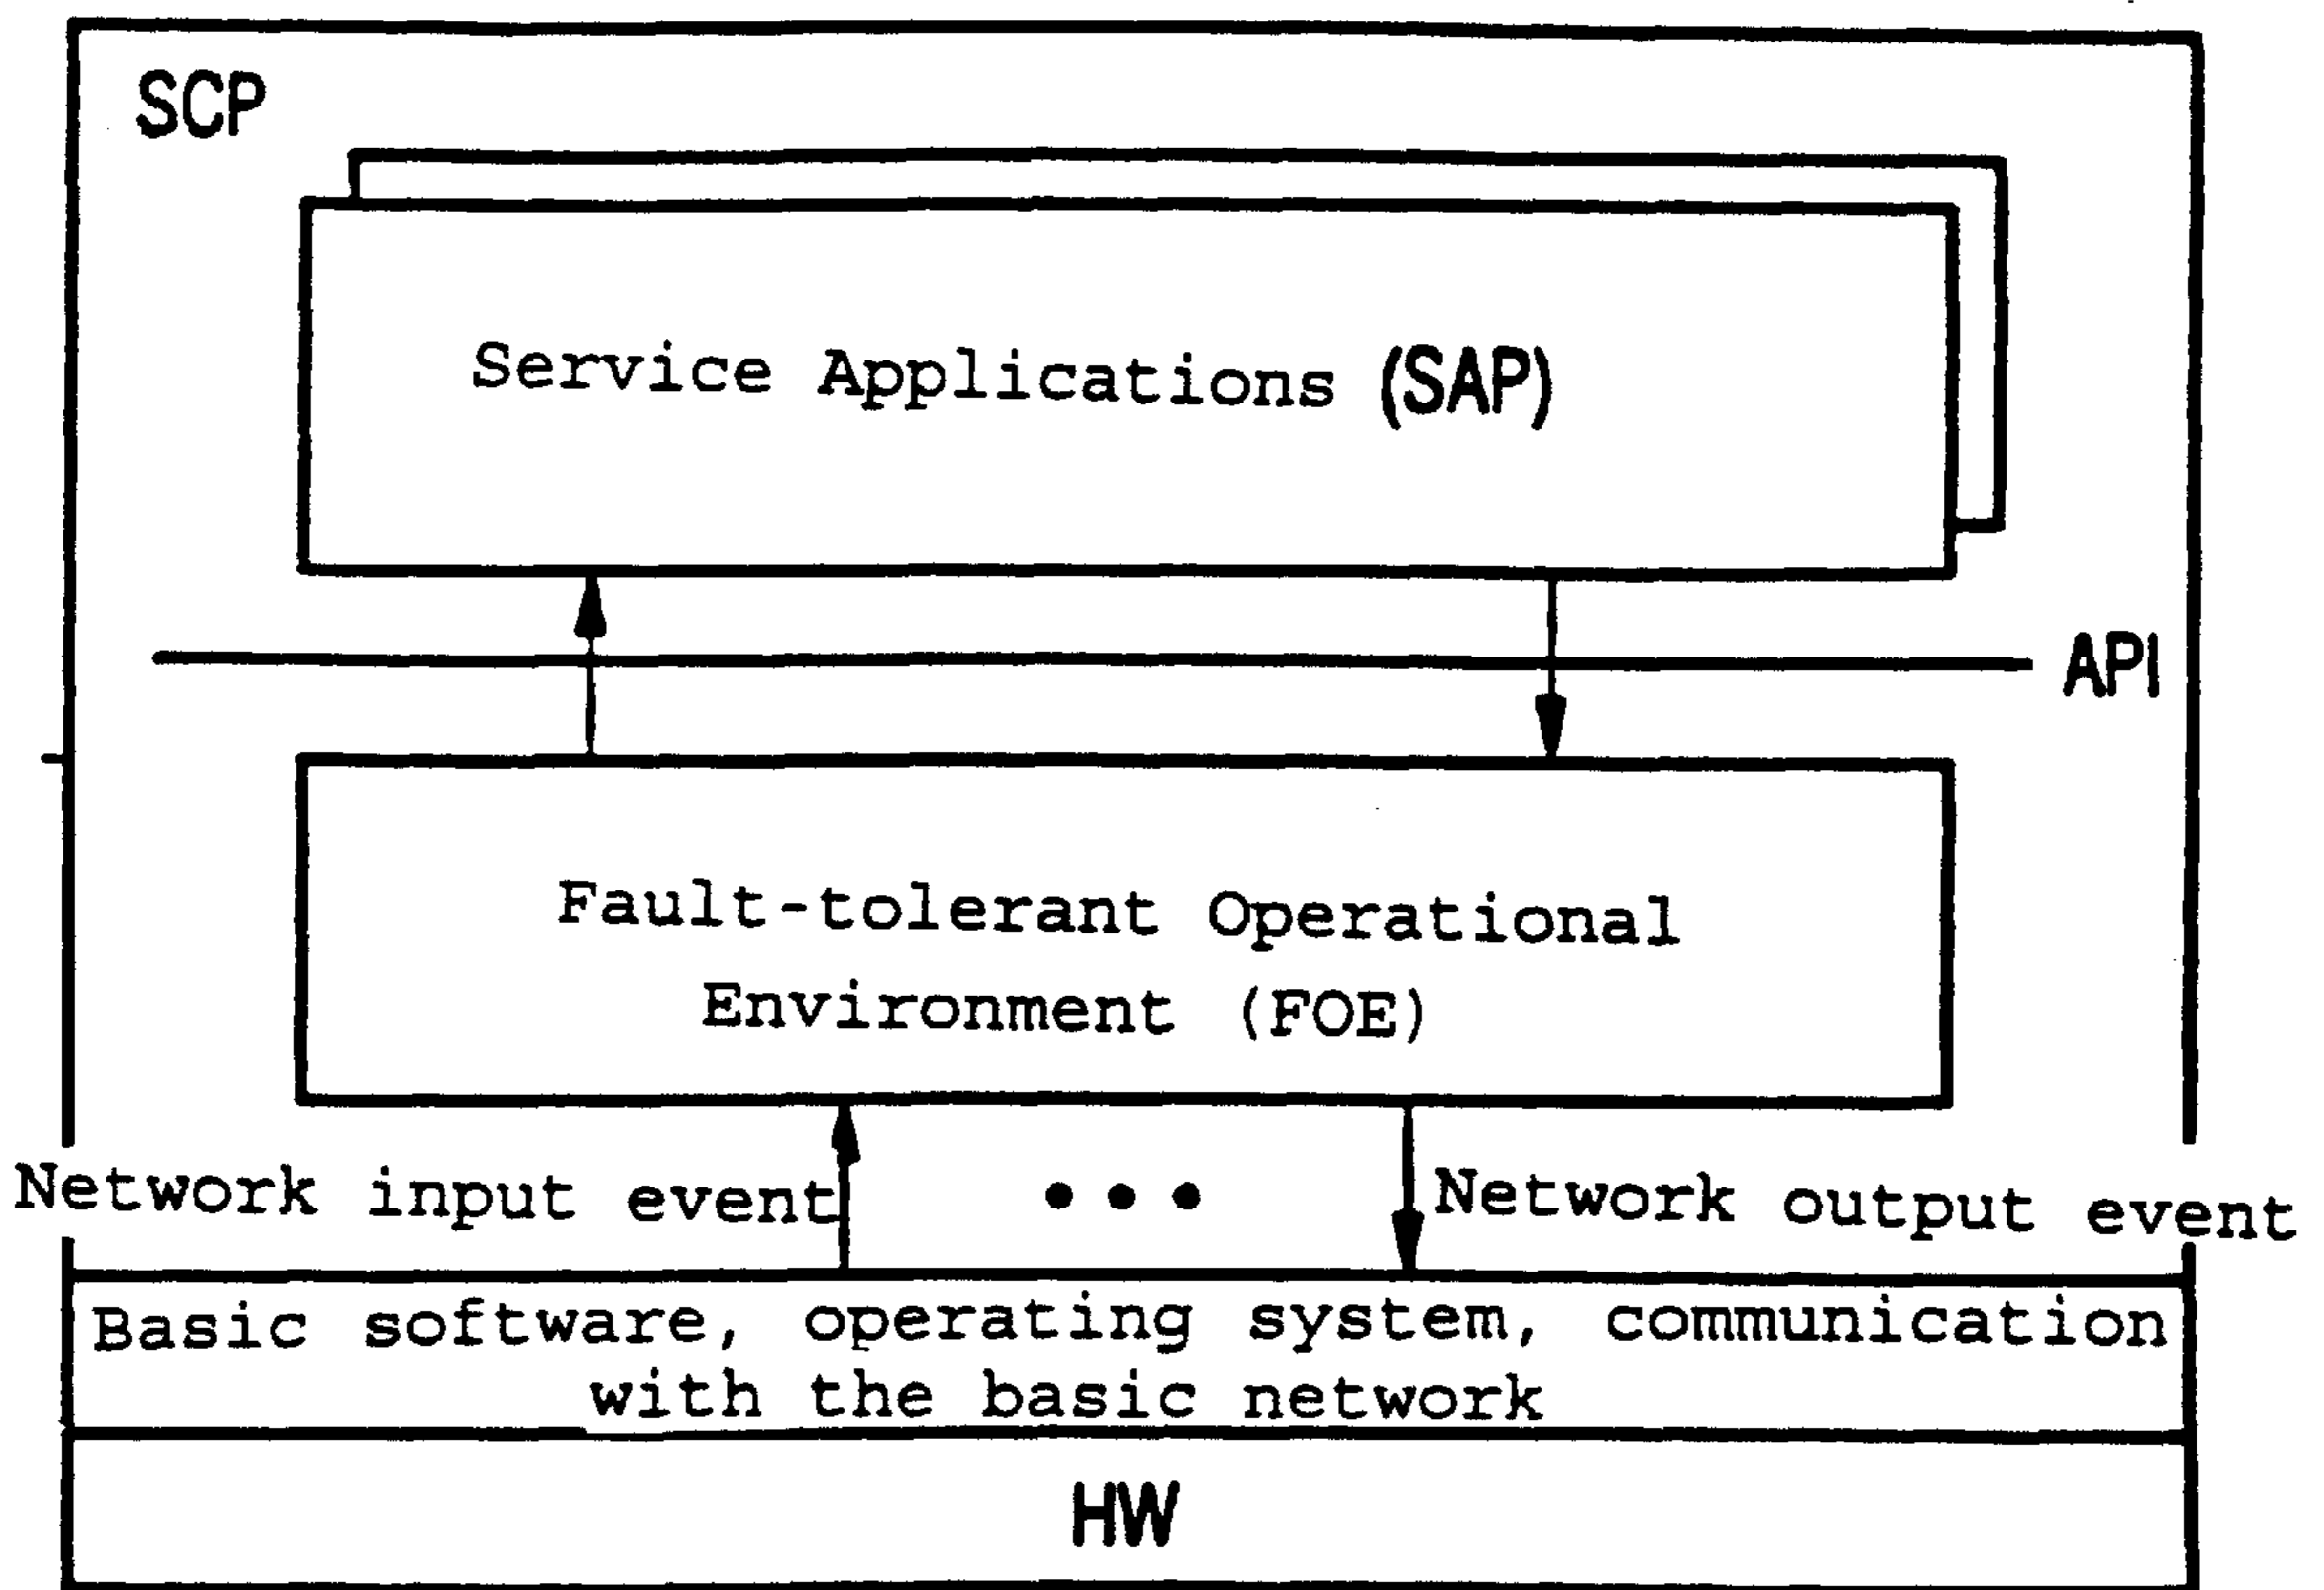 SCP
Service Applications (SAP)
API
Fault-tolerant Operational
Environment (FOE)
Network input event
Network output event
Basic software, operating system, communication
with the basic network
HW